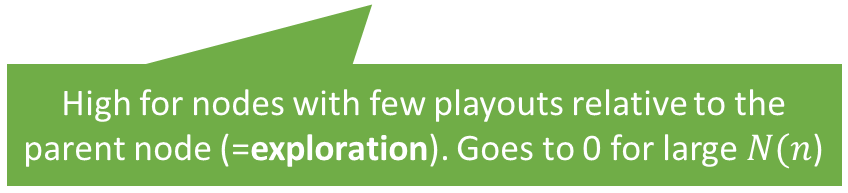 High for nodes with few playouts relative to the
parent node (=exploration). Goes to 0 for large N(n)